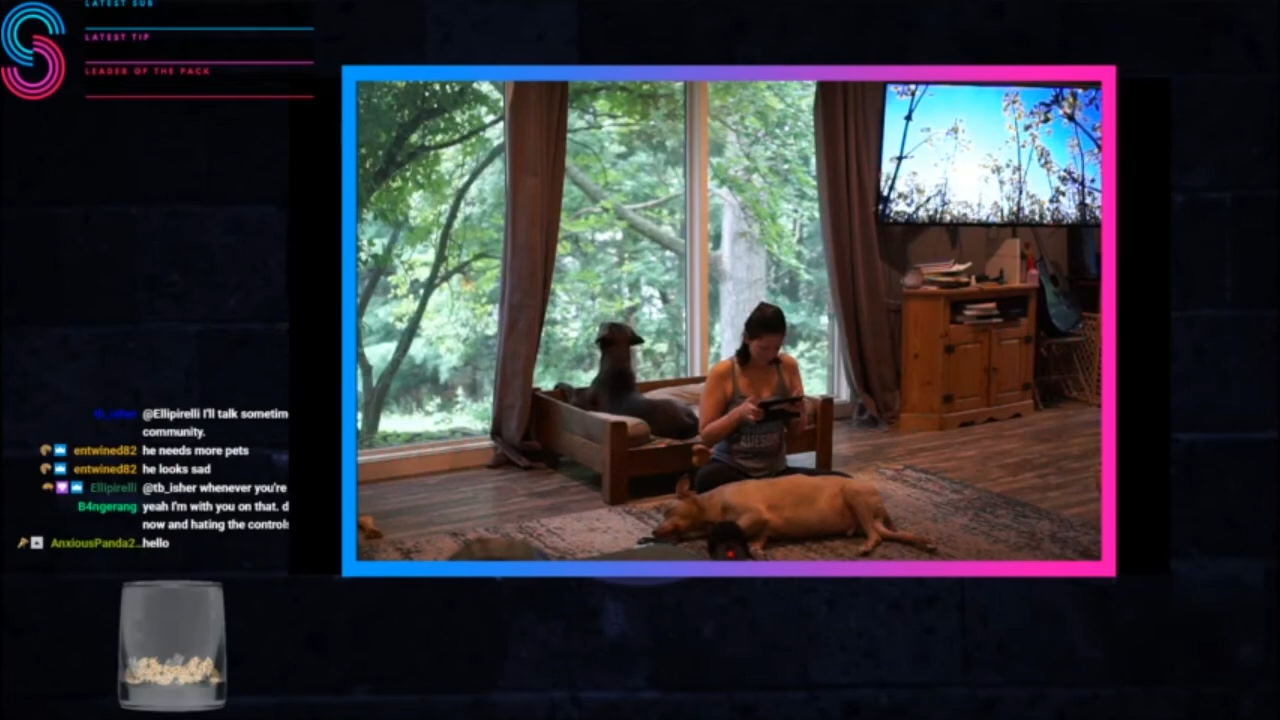 LATEST SUB
LATEST TIP
LEADER OF THE PACK
tb_isher @Ellipirelli I'll talk sometim
community.
entwined82 he needs more pets
entwined82 he looks sad
Ellipirelli @tb_isher whenever you're
B4ngerang yeah I'm with you on that. d
now and hating the controls
AnxiousPanda2… hello
AWESOME